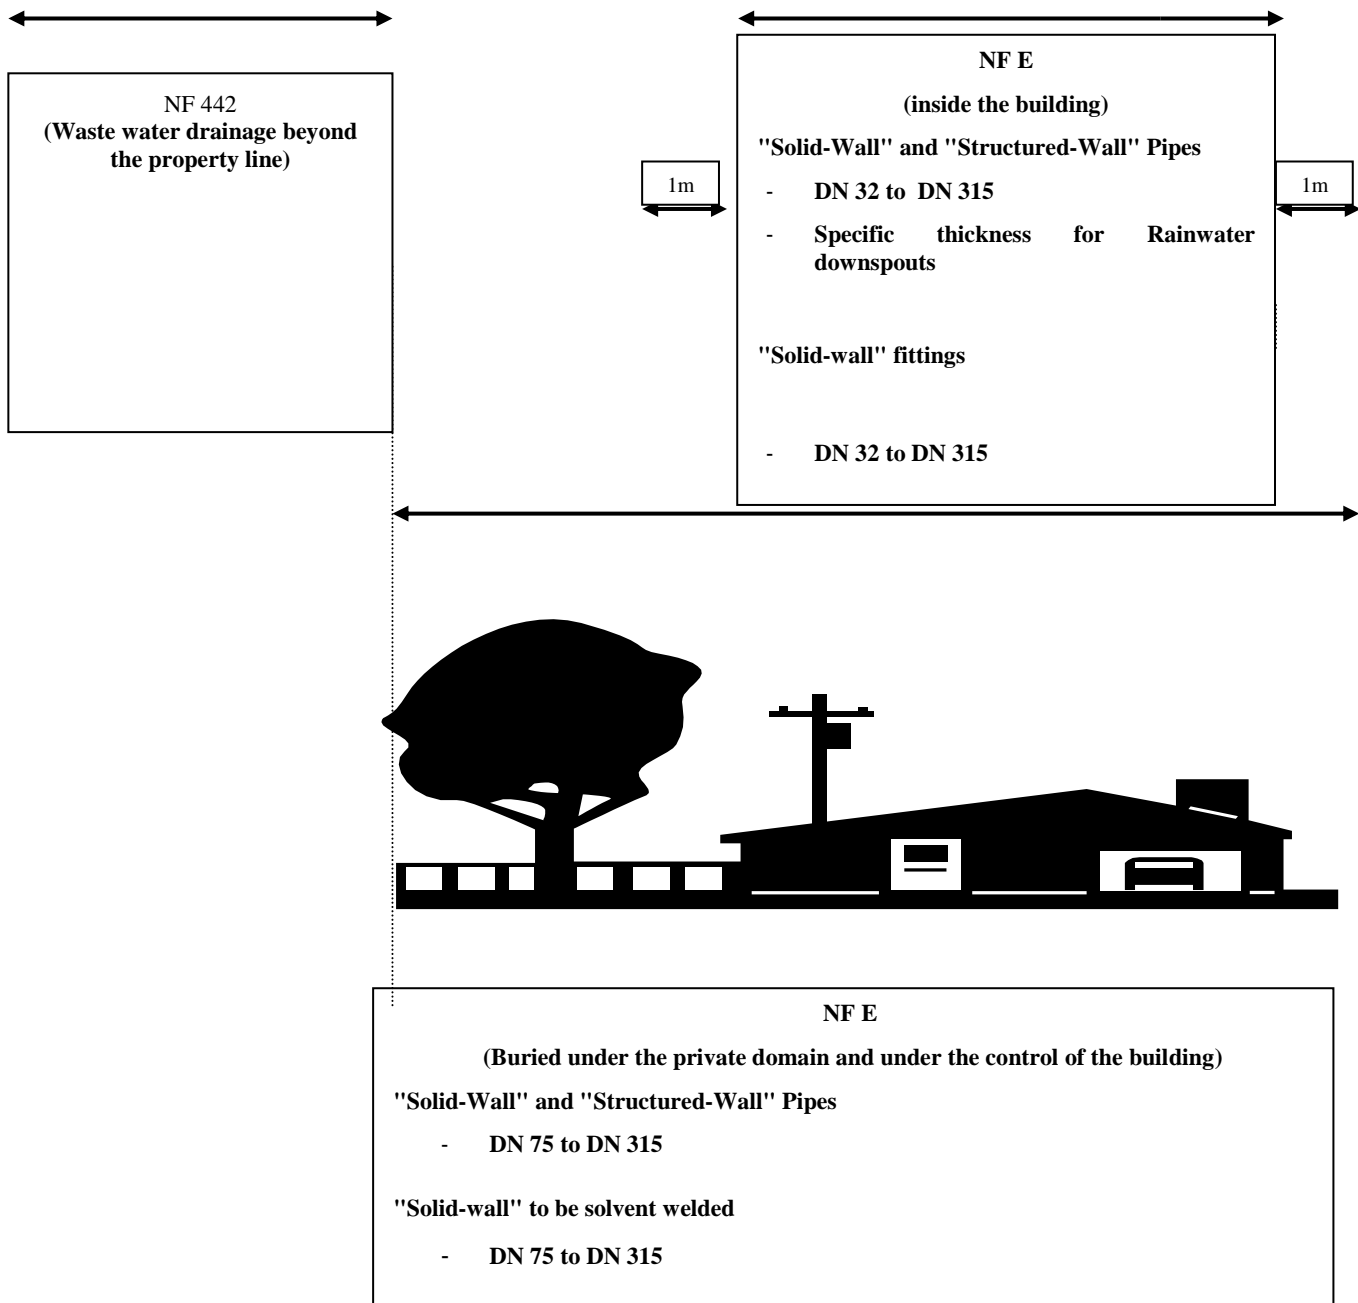 NF 442
(Waste water drainage beyond
the property line)
1m
NF E
(inside the building)
"Solid-Wall" and "Structured-Wall" Pipes
- DN 32 to DN 315
- Specific thickness for Rainwater
downspouts
"Solid-wall" fittings
- DN 32 to DN 315
1m
NF E
(Buried under the private domain and under the control of the building)
"Solid-Wall" and "Structured-Wall" Pipes
- DN 75 to DN 315
"Solid-wall" to be solvent welded
- DN 75 to DN 315